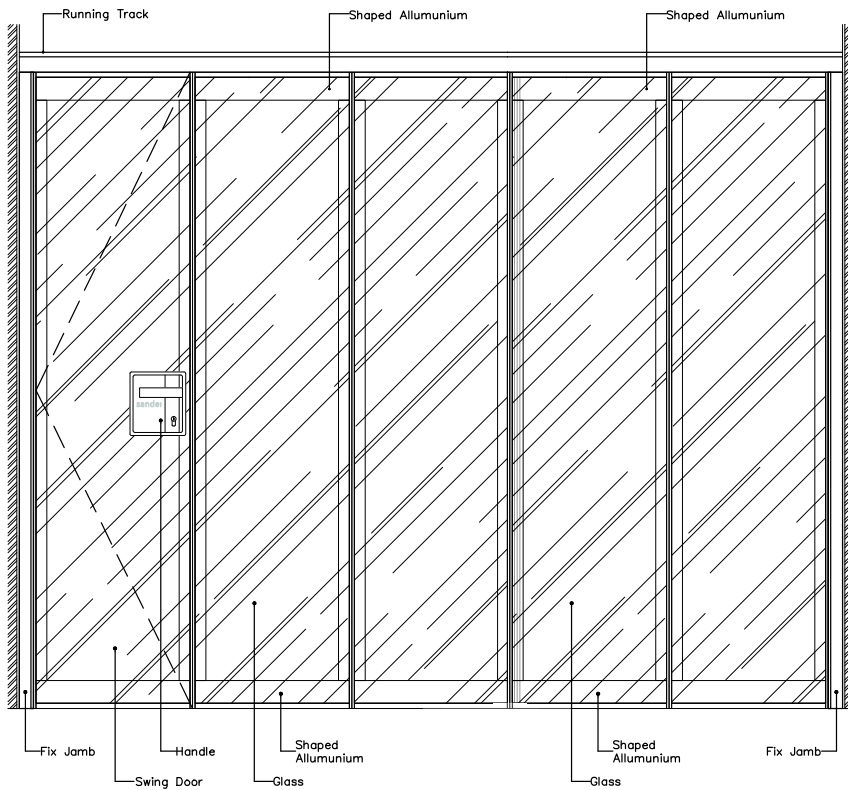 Running Track
Shaped Allumunium
Shaped Allumunium
sander
Fix Jamb
Handle
Shaped
Allumunium
Shaped
Allumunium
Fix Jamb
Swing Door
Glass
Glass